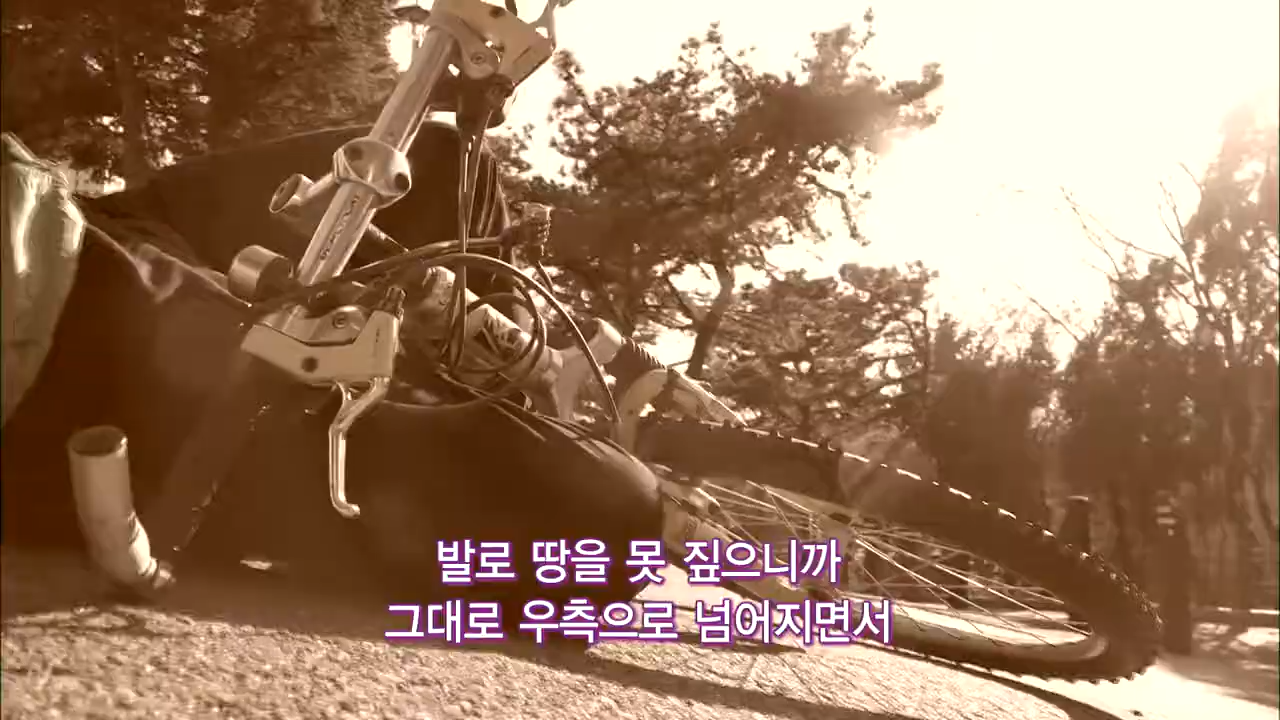 발로 땅을 못 짚으니까
그대로 우측으로 넘어지면서